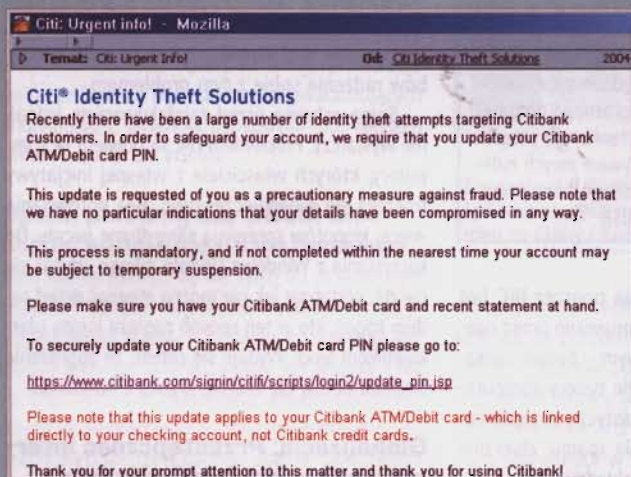 Citi: Urgent info! - Mozilla
Temat: Citi: Urgent Info! Od: Citi Identity Theft Solutions 2004
Citi® Identity Theft Solutions
Recently there have been a large number of identity theft attempts targeting Citibank
customers. In order to safeguard your account, we require that you update your Citibank
ATM/Debit card PIN.
This update is requested of you as a precautionary measure against fraud. Please note that
we have no particular indications that your details have been compromised in any way.
This process is mandatory, and if not completed within the nearest time your account may
be subject to temporary suspension.
Please make sure you have your Citibank ATM/Debit card and recent statement at hand.
To securely update your Citibank ATM/Debit card PIN please go to:
https://www.citibank.com/signin/citifi/scripts/login2/update_pin.jsp
Please note that this update applies to your Citibank ATM/Debit card - which is linked
directly to your checking account, not Citibank credit cards.
Thank you for your prompt attention to this matter and thank you for using Citibank!